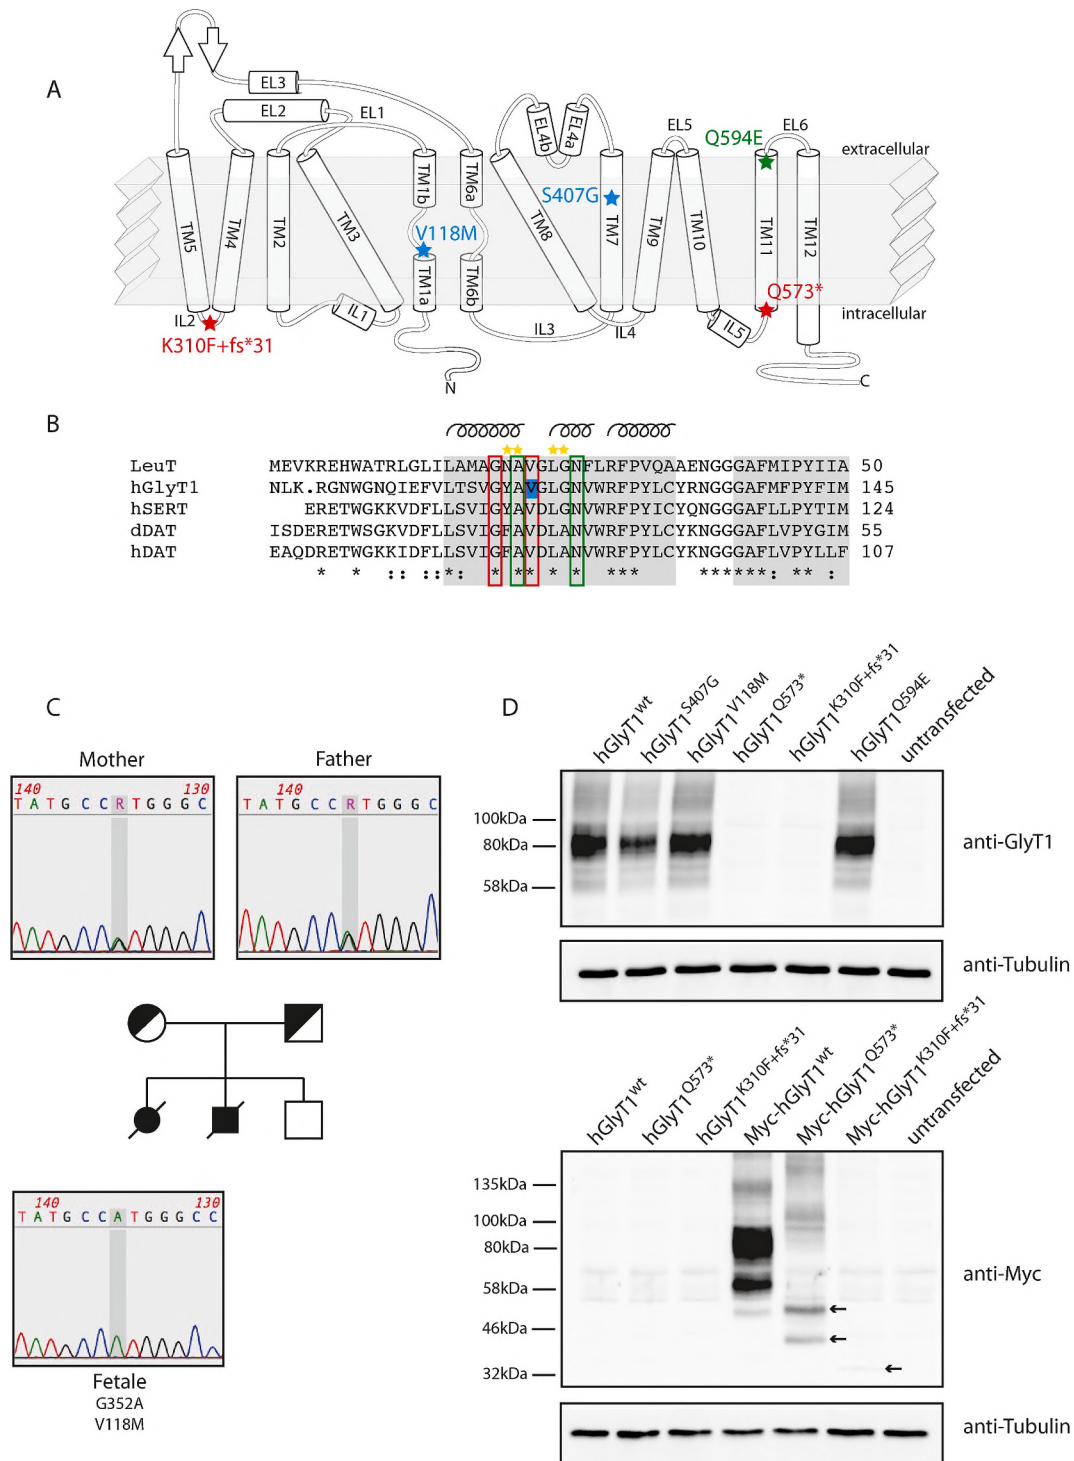 A
EL3
EL2
EL1
EL4b
EL4a
EL5
EL6
Q594E
extracellular
TM5
TM4
TM2
TM3
TM1b
TM6a
TM8
S407G
TM7
TM9
TM10
TM11
TM12
V118M
TM1a
TM6b
Q573*
intracellular
IL2
IL1
IL3
IL4
IL5
K310F+fs*31
N
C
B
LeuT MEVKREHWATRLGLILAMAGNAVGLGNFLRFPVQAAENGGGAFMIPYIIA 50
hGlyT1 NLK.RGNWGNQIEFVLTSVGYAVGLGNVWRFPYLCYRNGGGAFMFPYFIM 145
hSERT ERETWGKKVDFLLSVIGYAVDLGNVWRFPYICYQNGGGAFLLPYTIM 124
dDAT ISDERETWSGKVDFLLSVIGFAVDLANVWRFPYLCYKNGGGAFLVPYGIM 55
hDAT EAQDRETWGKKIDFLLSVIGFAVDLANVWRFPYLCYKNGGGAFLVPYLLF 107
* * :: ::*: * ** * * *** ****: ** :
C
Mother
Father
140 130
T A T G C C R T G G G C
140
T A T G C C R T G G G C
140 130
T A T G C C A T G G G C C
Fetale
G352A
V118M
D
hGlyT1wt
hGlyT1S407G
hGlyT1V118M
hGlyT1Q573*
hGlyT1K310F+fs*31
hGlyT1Q594E
untransfected
100kDa
80kDa
58kDa
anti-GlyT1
anti-Tubulin
hGlyT1wt
hGlyT1Q573*
hGlyT1K310F+fs*31
Myc-hGlyT1wt
Myc-hGlyT1Q573*
Myc-hGlyT1K310F+fs*31
untransfected
135kDa
100kDa
80kDa
58kDa
46kDa
32kDa
anti-Myc
anti-Tubulin